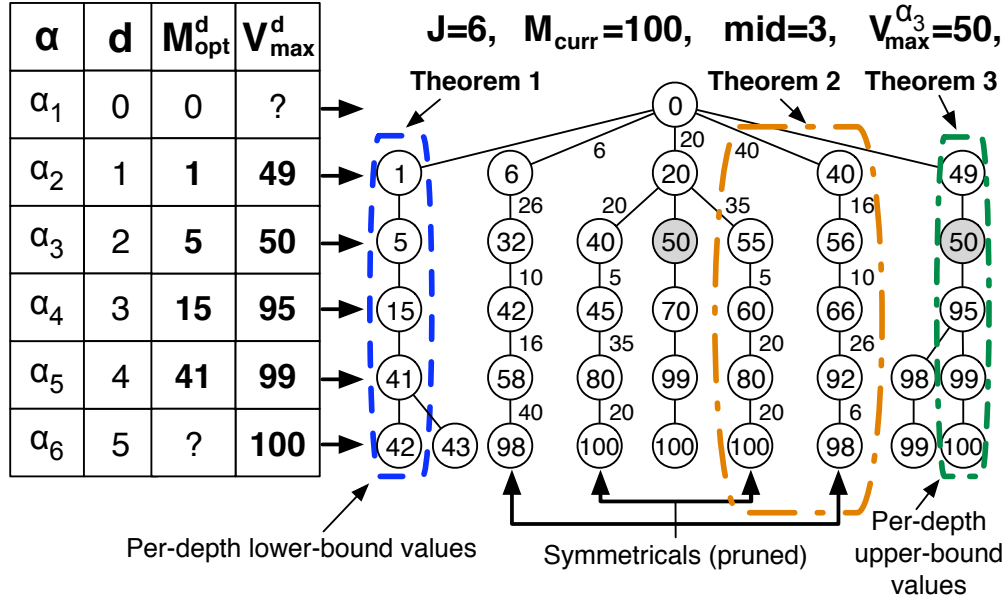 α d M^d_opt V^d_max
α1 0 0 ?
α2 1 1 49
α3 2 5 50
α4 3 15 95
α5 4 41 99
α6 5 ? 100
J=6, M_curr=100, mid=3, V^α3_max=50,
Theorem 1 Theorem 2 Theorem 3
0
6 20 40
1 6 20 40 49
26 20 35 16
5 32 40 50 55 56 50
10 5 5 10
15 42 45 70 60 66 95
16 35 20 26
41 58 80 99 80 92 98 99
40 20 20 6
42 43 98 100 100 100 98 99 100
Per-depth lower-bound values
Symmetricals (pruned)
Per-depth
upper-bound
values